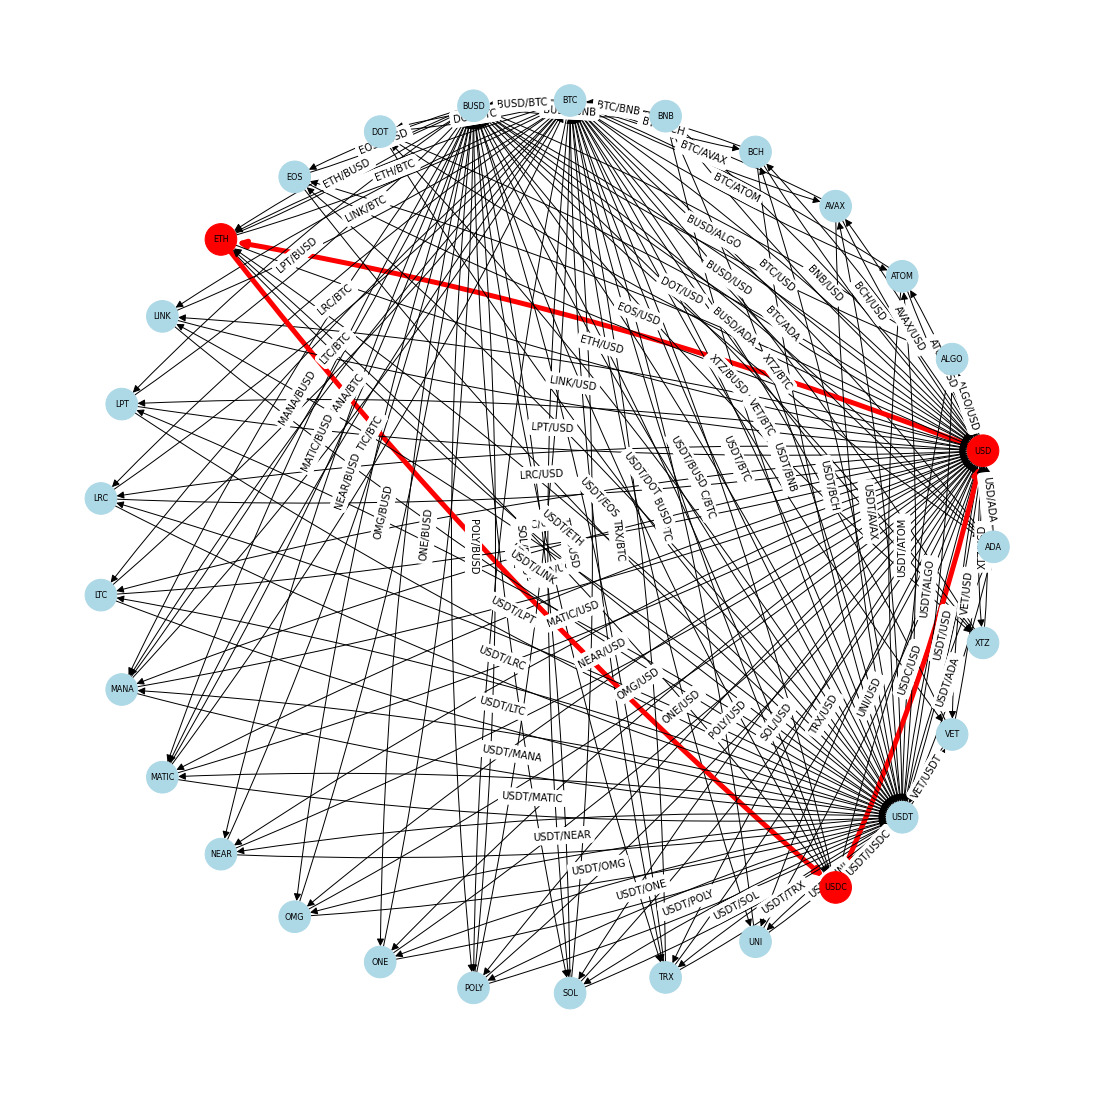 BTC
BUSD
BUSD/BTC
BTC/BNB
BNB
DOT
BCH
BTC/AVAX
ETH/BUSD
ETH/BTC
EOS
BTC/ATOM
AVAX
LINK/BTC
BUSD/ALGO
ETH
LPT/BUSD
BUSD/USD
BTC/USD
BNB/USD
ATOM
DOT/USD
BCH/USD
LRC/BTC
EOS/USD
LINK
BUSD/ADA
BTC/ADA
AVAX/USD
LTC/BTC
ETH/USD
ALGO
XTZ/BUSD
XTZ/BTC
MANA/BUSD
LINK/USD
ALGO/USD
LPT
VET/BTC
LPT/USD
MATIC/BUSD
USD
USDT/BUSD
USDT/BTC
USDT/BNB
NEAR/BUSD
LRC/USD
USDT/DOT
USDT/BCH
LRC
USDT/EOS
USD/ADA
OMG/BUSD
USDT/AVAX
ONE/BUSD
USDT/ETH
TRX/BTC
POLY/BUSD
ADA
USDT/LINK
USDT/ALGO
VET/USD
LTC
USDT/LPT
MATIC/USD
USDT/USD
XTZ
USDT/LRC
NEAR/USD
USDC/USD
OMG/USD
USDT/ADA
MANA
UNI/USD
USDT/LTC
ONE/USD
POLY/USD
SOL/USD
TRX/USD
VET
USDT/MANA
MATIC
VET/USDT
USDT/MATIC
USDT
USDT/NEAR
NEAR
USDT/USDC
USDT/OMG
USDC
USDT/ONE
USDT/POLY
USDT/SOL
USDT/TRX
OMG
UNI
ONE
TRX
POLY
SOL